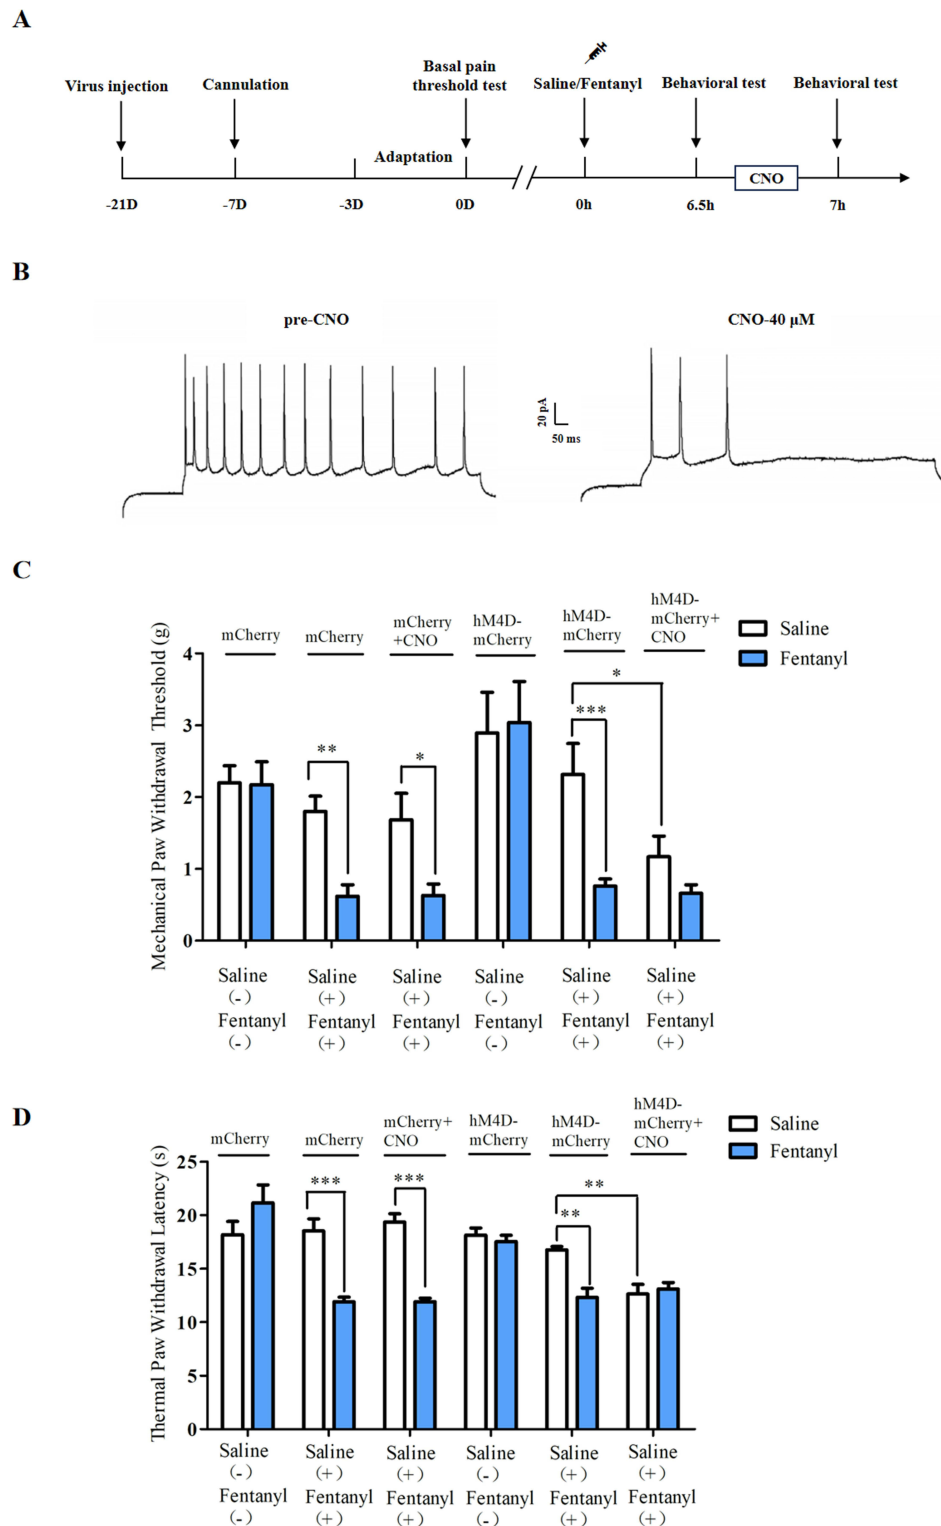 A
Virus injection
Cannulation
Basal pain
threshold test
Saline/Fentanyl
Behavioral test
Behavioral test
Adaptation
CNO
-21D
-7D
-3D
0D
0h
6.5h
7h
B
pre-CNO
CNO-40 μM
20 pA
50 ms
C
mCherry
mCherry
mCherry
+CNO
hM4D-
mCherry
hM4D-
mCherry
hM4D-
mCherry+
CNO
Saline
Fentanyl
Mechanical Paw Withdrawal Threshold (g)
4
3
2
1
0
**
*
***
*
Saline
(-)
Fentanyl
(-)
Saline
(+)
Fentanyl
(+)
Saline
(+)
Fentanyl
(+)
Saline
(-)
Fentanyl
(-)
Saline
(+)
Fentanyl
(+)
Saline
(+)
Fentanyl
(+)
D
mCherry
mCherry
mCherry+
CNO
hM4D-
mCherry
hM4D-
mCherry
hM4D-
mCherry+
CNO
Saline
Fentanyl
Thermal Paw Withdrawal Latency (s)
25
20
15
10
5
0
***
***
**
**
Saline
(-)
Fentanyl
(-)
Saline
(+)
Fentanyl
(+)
Saline
(+)
Fentanyl
(+)
Saline
(-)
Fentanyl
(-)
Saline
(+)
Fentanyl
(+)
Saline
(+)
Fentanyl
(+)